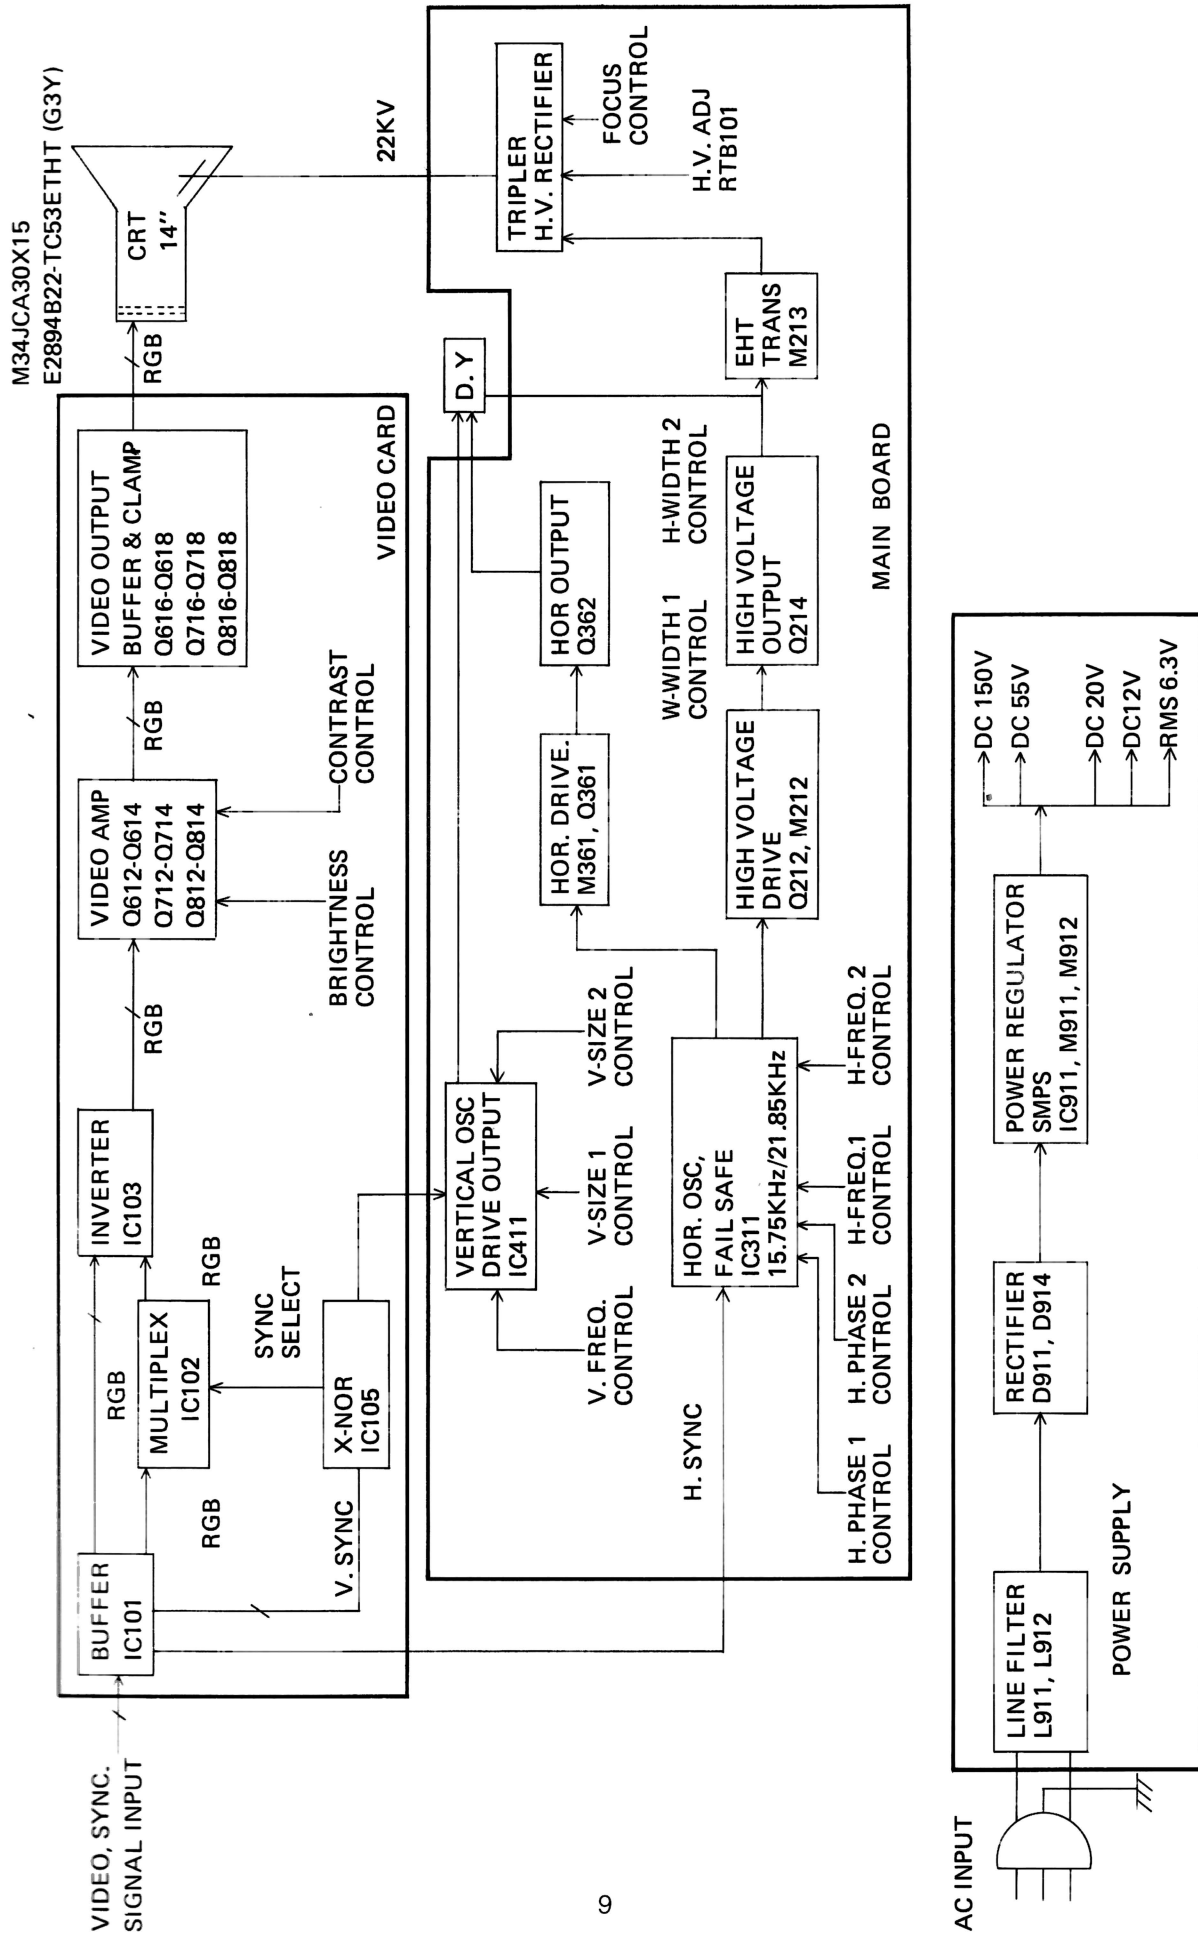 M34JCA30X15
E2894B22-TC53ETHT (G3Y)
VIDEO, SYNC.
SIGNAL INPUT
BUFFER
IC101
RGB
RGB
MULTIPLEX
IC102
RGB
INVERTER
IC103
RGB
VIDEO AMP
Q612-Q614
Q712-Q714
Q812-Q814
RGB
VIDEO OUTPUT
BUFFER & CLAMP
Q616-Q618
Q716-Q718
Q816-Q818
RGB
CRT
14"
V. SYNC
X-NOR
IC105
SYNC
SELECT
BRIGHTNESS
CONTROL
CONTRAST
CONTROL
VIDEO CARD
22KV
VERTICAL OSC
DRIVE OUTPUT
IC411
D. Y
V. FREQ.
CONTROL
V-SIZE 1
CONTROL
V-SIZE 2
CONTROL
HOR. DRIVE.
M361, Q361
HOR OUTPUT
Q362
TRIPLER
H.V. RECTIFIER
FOCUS
CONTROL
H.V. ADJ
RTB101
H. SYNC
HOR. OSC,
FAIL SAFE
IC311
15.75KHz/21.85KHz
W-WIDTH 1
CONTROL
H-WIDTH 2
CONTROL
HIGH VOLTAGE
DRIVE
Q212, M212
HIGH VOLTAGE
OUTPUT
Q214
EHT
TRANS
M213
H. PHASE 1
CONTROL
H. PHASE 2
CONTROL
H-FREQ.1
CONTROL
H-FREQ. 2
CONTROL
MAIN BOARD
AC INPUT
LINE FILTER
L911, L912
RECTIFIER
D911, D914
POWER REGULATOR
SMPS
IC911, M911, M912
DC 150V
DC 55V
DC 20V
DC12V
RMS 6.3V
POWER SUPPLY
9